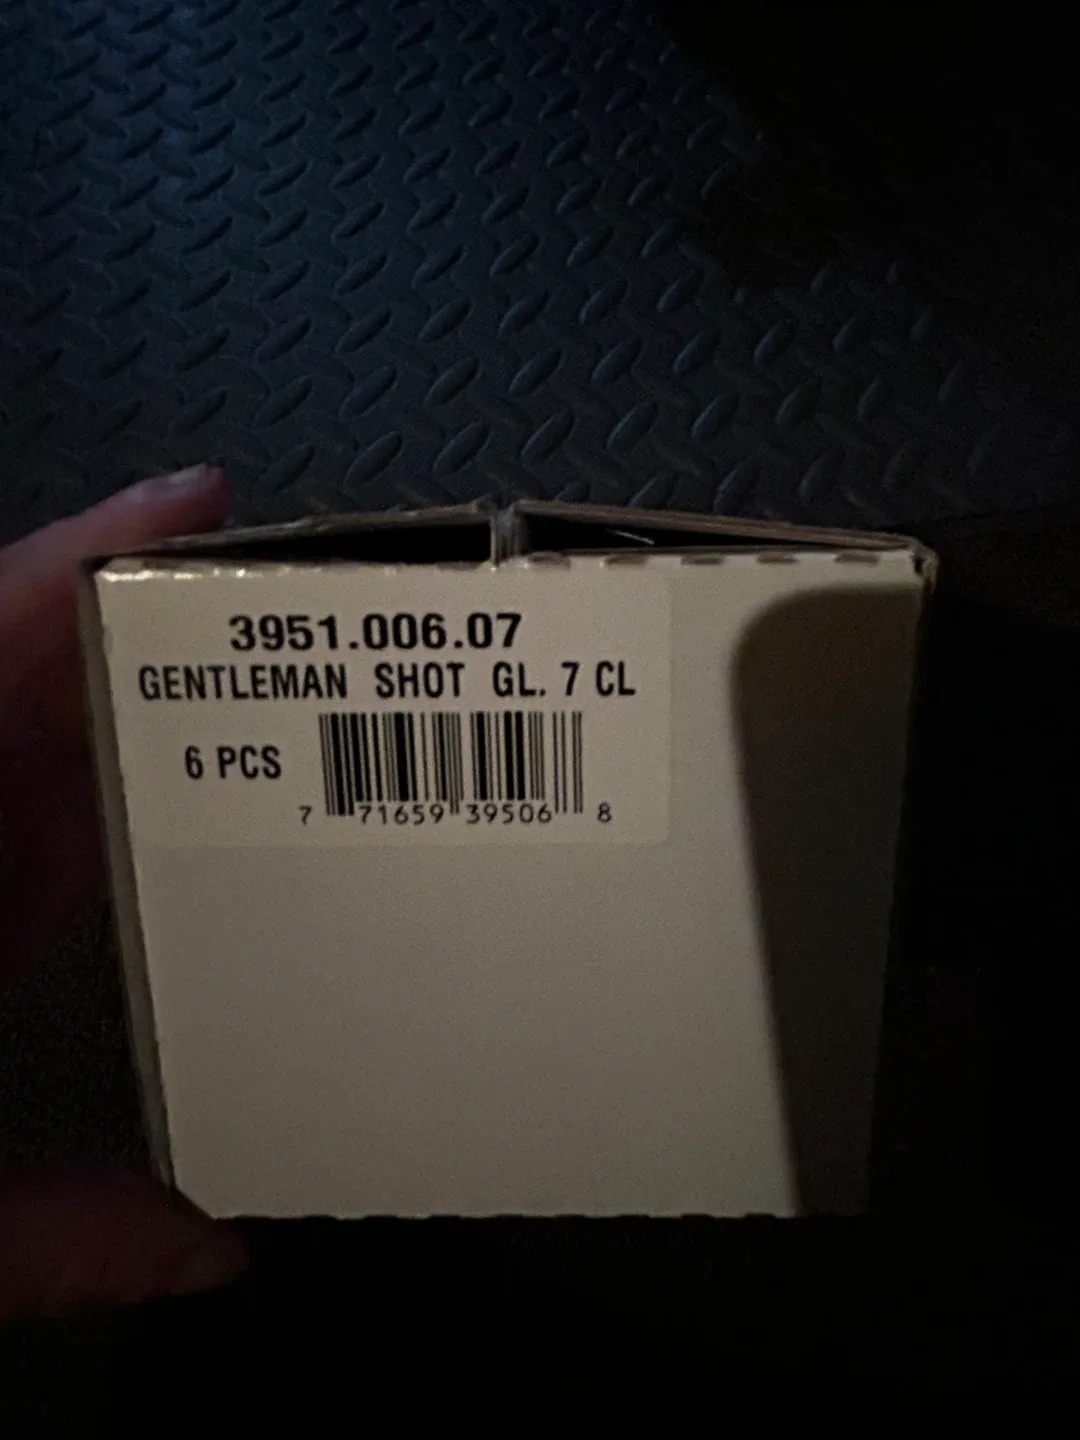 3951.006.07
GENTLEMAN SHOT GL. 7 CL
6 PCS
7 71659 39506 8